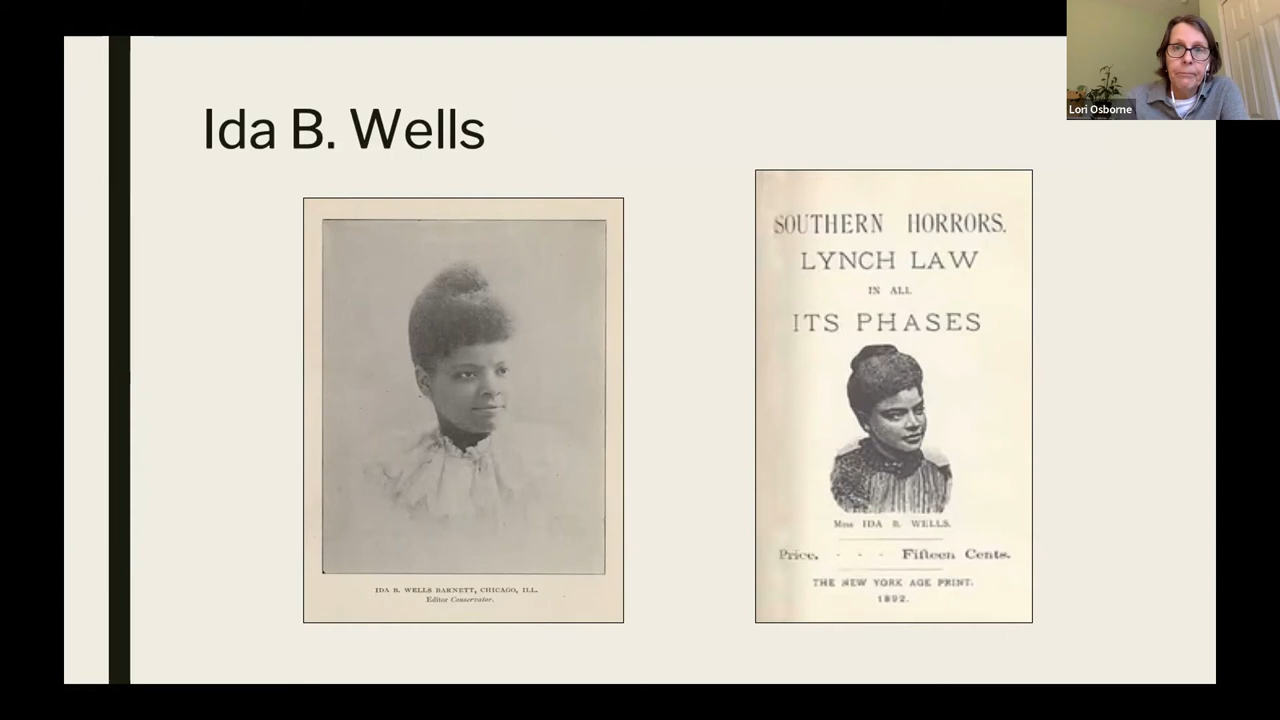 Ida B. Wells
Lori Osborne
IDA B. WELLS BARNETT, CHICAGO, ILL.
Editor Conservator.
SOUTHERN HORRORS.
LYNCH LAW
IN ALL
ITS PHASES
Miss IDA B. WELLS.
Price, - - - Fifteen Cents.
THE NEW YORK AGE PRINT.
1892.